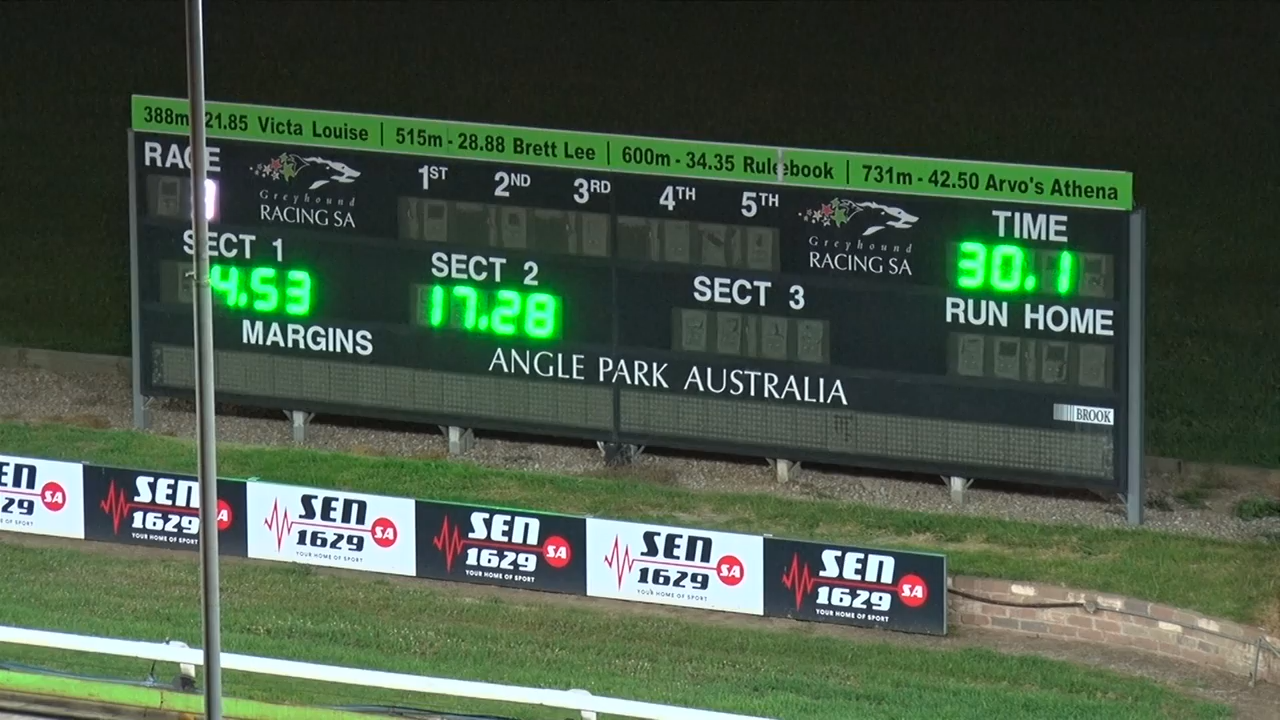 388m - 21.85 Victa Louise | 515m - 28.88 Brett Lee | 600m - 34.35 Rulebook | 731m - 42.50 Arvo's Athena
RACE
Greyhound
RACING SA
1ST 2ND 3RD 4TH 5TH
Greyhound
RACING SA
TIME
30.1
SECT 1
4.53
SECT 2
17.28
SECT 3
RUN HOME
MARGINS
ANGLE PARK AUSTRALIA
BROOK
EN
29 SA
OF SPORT
SEN
1629 A
YOUR HOME OF SPORT
SEN
1629 SA
YOUR HOME OF SPORT
SEN
1629 SA
YOUR HOME OF SPORT
SEN
1629 SA
YOUR HOME OF SPORT
SEN
1629 SA
YOUR HOME OF SPORT